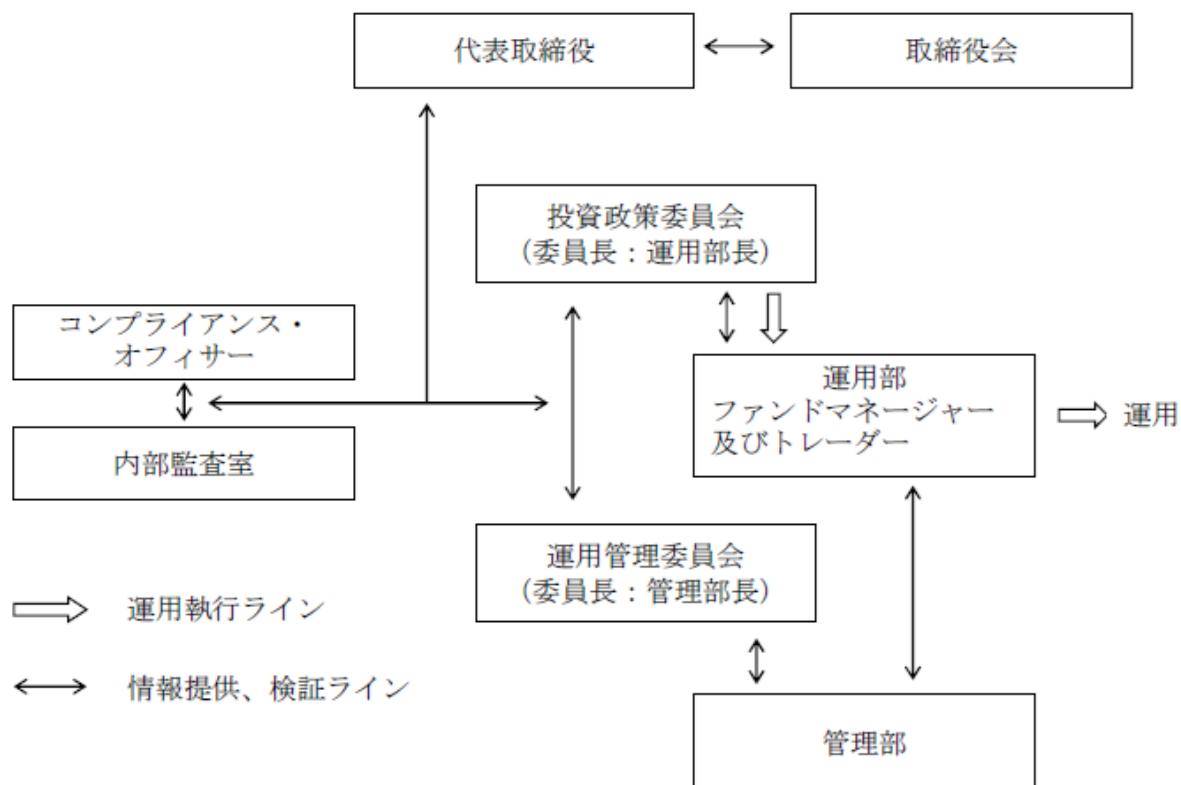 代表取締役
取締役会
投資政策委員会
（委員長：運用部長）
コンプライアンス・
オフィサー
内部監査室
運用部
ファンドマネージャー
及びトレーダー
運用
運用管理委員会
（委員長：管理部長）
運用執行ライン
情報提供、検証ライン
管理部